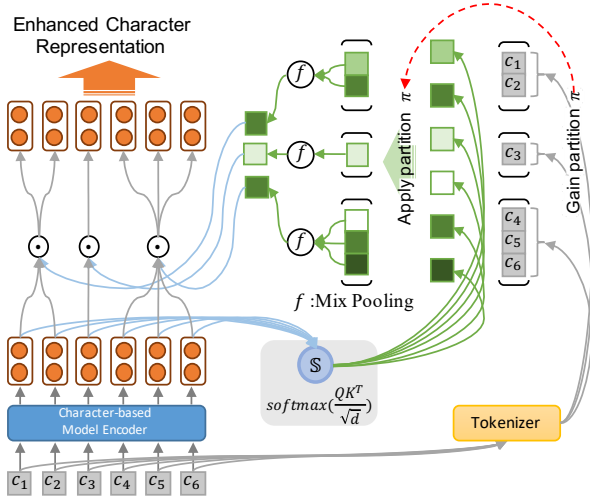 Enhanced Character
Representation
f
f
f
f :Mix Pooling
Apply partition π
c₁
c₂
c₃
c₄
c₅
c₆
Gain partition π
𝕊
softmax(QKᵀ/√d)
Character-based
Model Encoder
Tokenizer
c₁ c₂ c₃ c₄ c₅ c₆